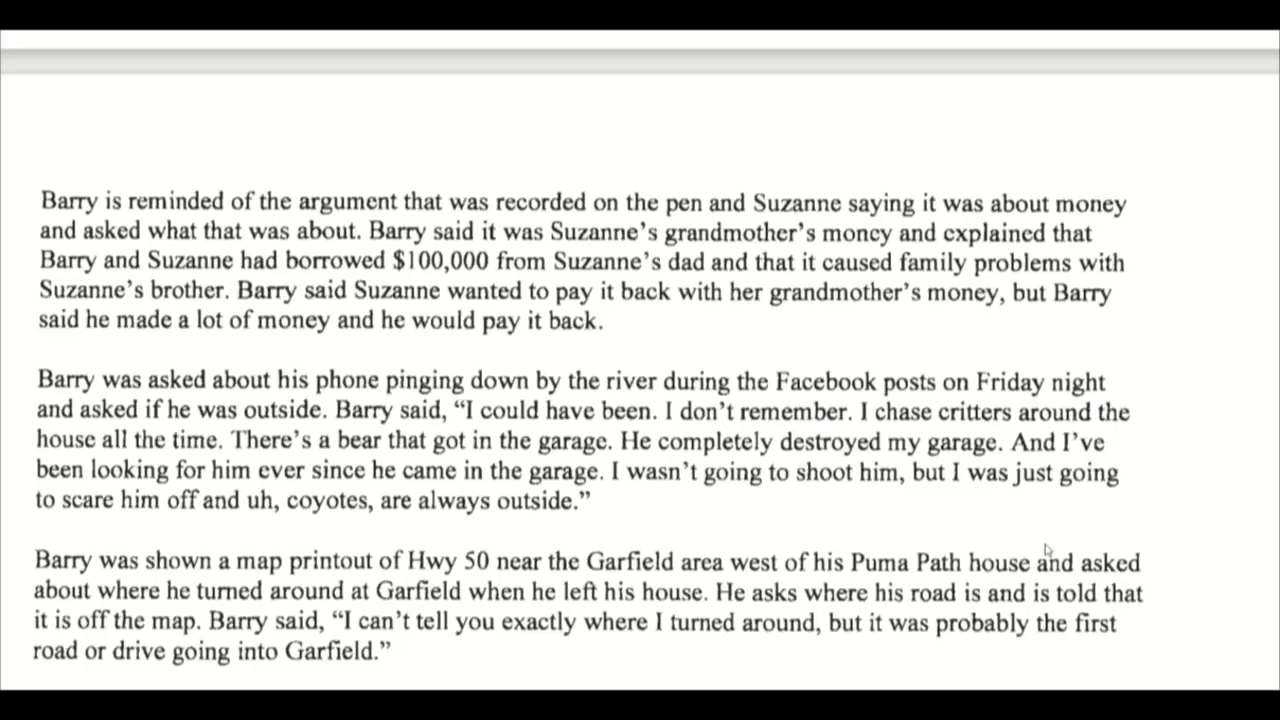 Barry is reminded of the argument that was recorded on the pen and Suzanne saying it was about money
and asked what that was about. Barry said it was Suzanne's grandmother's money and explained that
Barry and Suzanne had borrowed $100,000 from Suzanne's dad and that it caused family problems with
Suzanne's brother. Barry said Suzanne wanted to pay it back with her grandmother's money, but Barry
said he made a lot of money and he would pay it back.
Barry was asked about his phone pinging down by the river during the Facebook posts on Friday night
and asked if he was outside. Barry said, “I could have been. I don't remember. I chase critters around the
house all the time. There's a bear that got in the garage. He completely destroyed my garage. And I've
been looking for him ever since he came in the garage. I wasn't going to shoot him, but I was just going
to scare him off and uh, coyotes, are always outside.”
Barry was shown a map printout of Hwy 50 near the Garfield area west of his Puma Path house and asked
about where he turned around at Garfield when he left his house. He asks where his road is and is told that
it is off the map. Barry said, “I can't tell you exactly where I turned around, but it was probably the first
road or drive going into Garfield.”